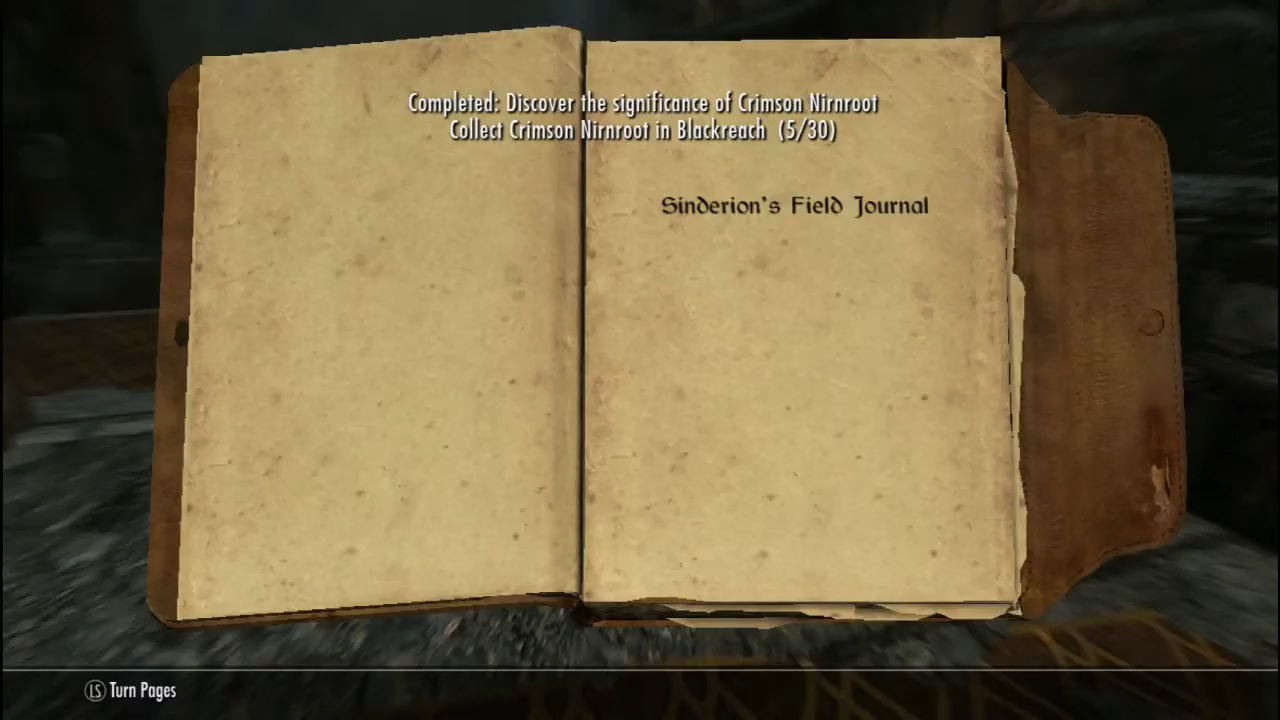 Completed: Discover the significance of Crimson Nirnroot
Collect Crimson Nirnroot in Blackreach (5/30)
Sinderion's Field Journal
LS Turn Pages